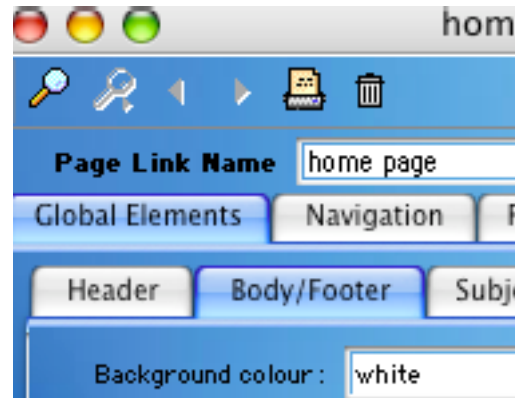 hom
Page Link Name home page
Global Elements Navigation
Header Body/Footer Subj
Background colour: white